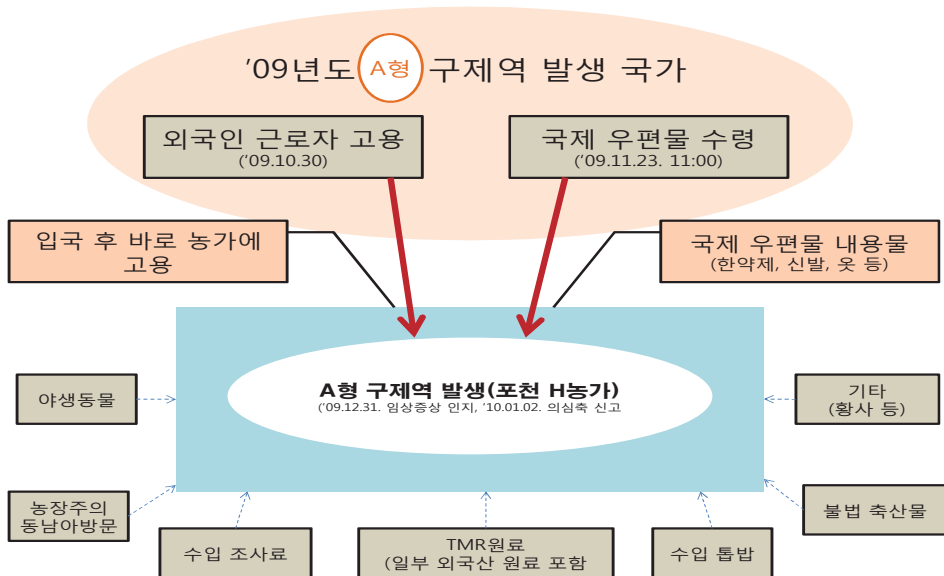 '09년도 A형 구제역 발생 국가
외국인 근로자 고용
('09.10.30)
국제 우편물 수령
('09.11.23. 11:00)
입국 후 바로 농가에
고용
국제 우편물 내용물
(한약제, 신발, 옷 등)
A형 구제역 발생(포천 H농가)
('09.12.31. 임상증상 인지, '10.01.02. 의심축 신고
야생동물
기타
(황사 등)
농장주의
동남아방문
불법 축산물
수입 조사료
TMR원료
(일부 외국산 원료 포함
수입 톱밥